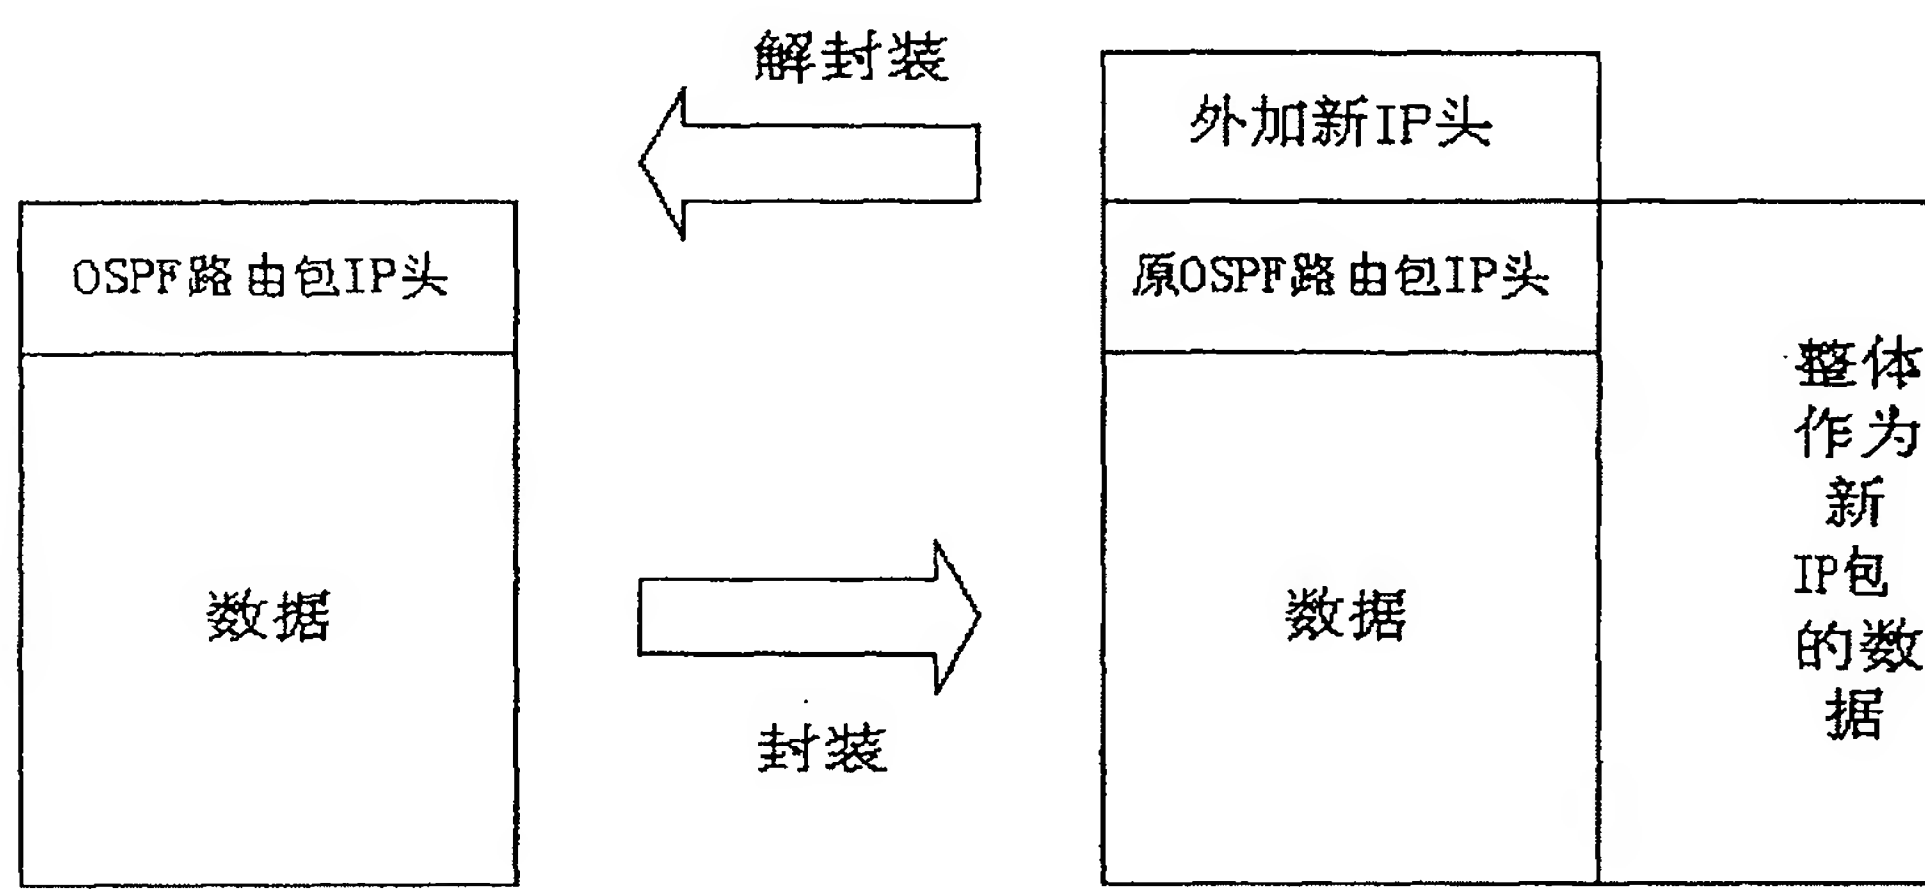 解封装
外加新IP头
OSPF路由包IP头
原OSPF路由包IP头
整体
作为
新
IP包
的数
据
数据
数据
封装